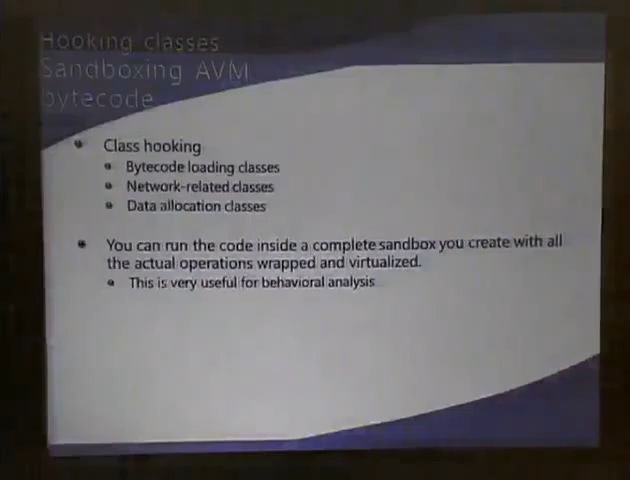 Hooking classes
Sandboxing AVM
bytecode
Class hooking
Bytecode loading classes
Network-related classes
Data allocation classes
You can run the code inside a complete sandbox you create with all
the actual operations wrapped and virtualized.
This is very useful for behavioral analysis